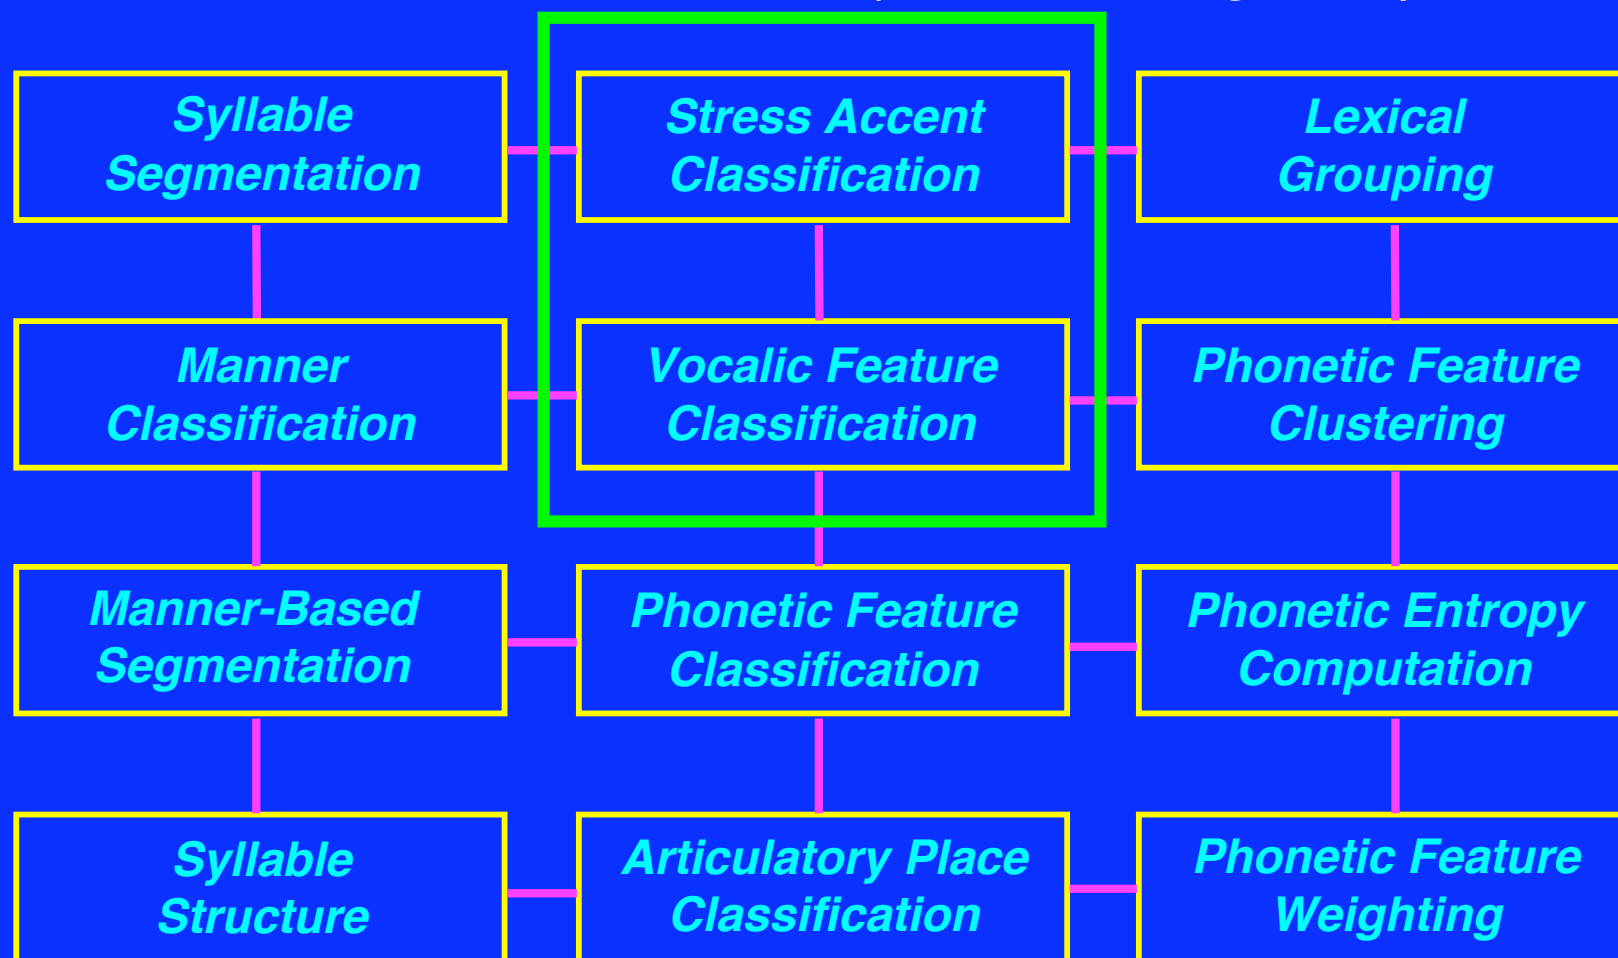 Syllable
Segmentation
Stress Accent
Classification
Lexical
Grouping
Manner
Classification
Vocalic Feature
Classification
Phonetic Feature
Clustering
Manner-Based
Segmentation
Phonetic Feature
Classification
Phonetic Entropy
Computation
Syllable
Structure
Articulatory Place
Classification
Phonetic Feature
Weighting